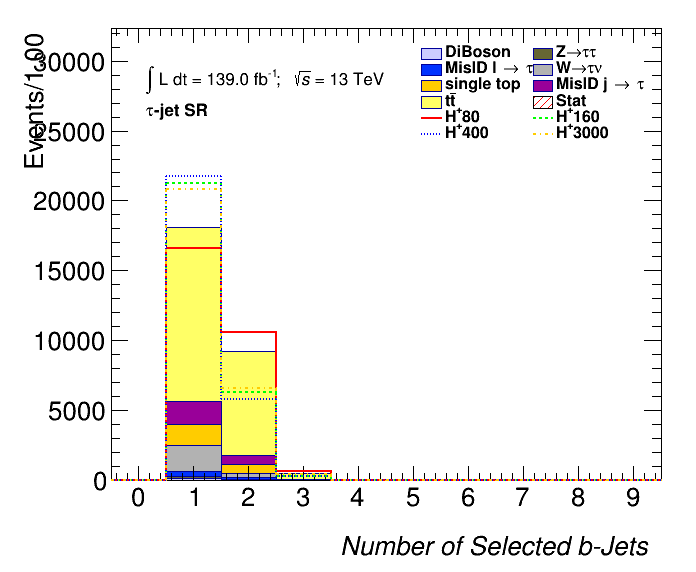 Events/1.00
30000
25000
20000
15000
10000
5000
0
∫ L dt = 139.0 fb⁻¹; √s = 13 TeV
τ-jet SR
DiBoson Z→ττ
MisID l → τ W→τν
single top MisID j → τ
tt̄ Stat
H⁺80 H⁺160
H⁺400 H⁺3000
0 1 2 3 4 5 6 7 8 9
Number of Selected b-Jets